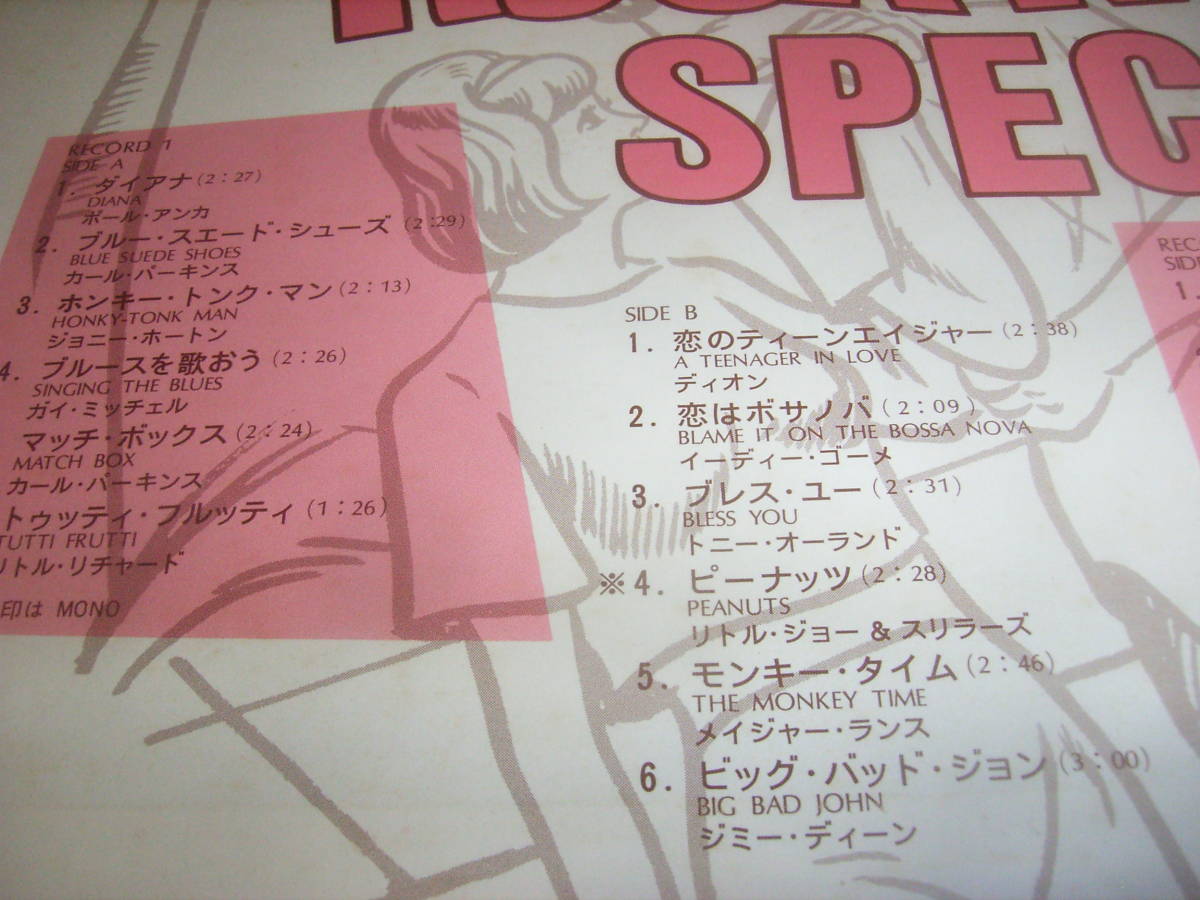 SPEC
RECORD 1
SIDE A
1. ダイアナ (2:27)
DIANA
ポール・アンカ
2. ブルー・スエード・シューズ (2:29)
BLUE SUEDE SHOES
カール・パーキンス
3. ホンキー・トンク・マン (2:13)
HONKY-TONK MAN
ジョニー・ホートン
4. ブルースを歌おう (2:26)
SINGING THE BLUES
ガイ・ミッチェル
マッチ・ボックス (2:24)
MATCH BOX
カール・パーキンス
トゥッティ・フルッティ (1:26)
TUTTI FRUTTI
リトル・リチャード
印は MONO
SIDE B
1. 恋のティーンエイジャー (2:38)
A TEENAGER IN LOVE
ディオン
2. 恋はボサノバ (2:09)
BLAME IT ON THE BOSSA NOVA
イーディー・ゴーメ
3. ブレス・ユー (2:31)
BLESS YOU
トニー・オーランド
※4. ピーナッツ (2:28)
PEANUTS
リトル・ジョー & スリラーズ
5. モンキー・タイム (2:46)
THE MONKEY TIME
メイジャー・ランス
6. ビッグ・バッド・ジョン (3:00)
BIG BAD JOHN
ジミー・ディーン
REC
SIDE
1.